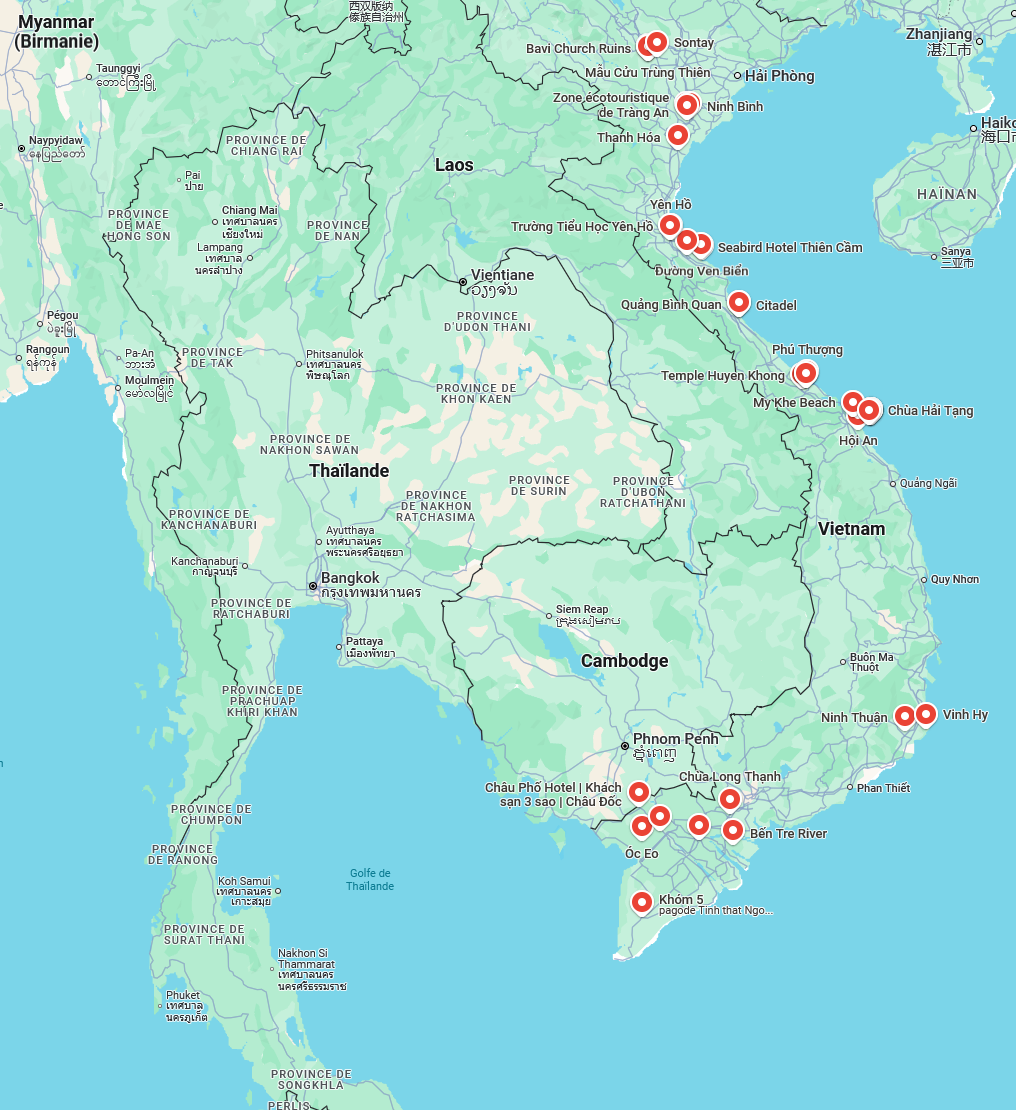 Myanmar
(Birmanie)
西双版纳
傣族自治州
Zhanjiang
湛江市
Bavi Church Ruins
Sontay
Taunggyi
တောင်ကြီးမြို့
Mẫu Cửu Trùng Thiên
Hải Phòng
Zone écotouristique
de Tràng An
Ninh Bình
Haiko
海口市
Thanh Hóa
Naypyidaw
နေပြည်တော်
PROVINCE DE
CHIANG RAI
Laos
Pai
ปาย
HAÏNAN
Yên Hồ
PROVINCE
DE MAE
HONG SON
Chiang Mai
เทศบาลนคร
เชียงใหม่
PROVINCE
DE NAN
Trường Tiểu Học Yên Hồ
Seabird Hotel Thiên Cầm
Lampang
เทศบาล
นครลำปาง
Sanya
三亚市
Đường Ven Biển
Vientiane
ວຽງຈັນ
Quảng Bình Quan
Citadel
Pégou
ပဲခူးမြို့
PROVINCE
D'UDON THANI
Rangoun
ရန်ကုန်
Pa-An
ဘားအံ
PROVINCE
DE TAK
Phitsanulok
เทศบาลนคร
พิษณุโลก
Phú Thượng
Temple Huyen Khong
Moulmein
မော်လမြိုင်
PROVINCE DE
KHON KAEN
My Khe Beach
Chùa Hải Tạng
Hội An
PROVINCE DE
NAKHON SAWAN
Thaïlande
PROVINCE
DE SURIN
PROVINCE
D'UBON
RATCHATHANI
Quảng Ngãi
PROVINCE
DE NAKHON
RATCHASIMA
PROVINCE DE
KANCHANABURI
Vietnam
Ayutthaya
เทศบาลนคร
พระนครศรีอยุธยา
Kanchanaburi
กาญจนบุรี
Bangkok
กรุงเทพมหานคร
Quy Nhơn
PROVINCE DE
RATCHABURI
Siem Reap
ក្រុងសៀមរាប
Pattaya
เมืองพัทยา
Cambodge
Buôn Ma
Thuột
PROVINCE DE
PRACHUAP
KHIRI KHAN
Ninh Thuận
Vinh Hy
Phnom Penh
ភ្នំពេញ
Chùa Long Thạnh
Châu Phố Hotel | Khách
sạn 3 sao | Châu Đốc
Phan Thiết
PROVINCE DE
CHUMPON
Bến Tre River
PROVINCE
DE RANONG
Óc Eo
Golfe de
Thaïlande
Koh Samui
เทศบาลนคร
เกาะสมุย
Khóm 5
pagode Tinh that Ngo...
PROVINCE DE
SURAT THANI
Nakhon Si
Thammarat
เทศบาลนคร
นครศรีธรรมราช
Phuket
เทศบาล
นครภูเก็ต
PROVINCE DE
SONGKHLA
PERLIS